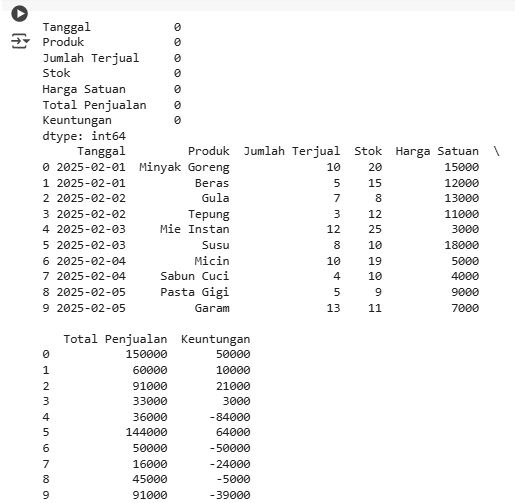 Tanggal 0
Produk 0
Jumlah Terjual 0
Stok 0
Harga Satuan 0
Total Penjualan 0
Keuntungan 0
dtype: int64
Tanggal Produk Jumlah Terjual Stok Harga Satuan \
0 2025-02-01 Minyak Goreng 10 20 15000
1 2025-02-01 Beras 5 15 12000
2 2025-02-02 Gula 7 8 13000
3 2025-02-02 Tepung 3 12 11000
4 2025-02-03 Mie Instan 12 25 3000
5 2025-02-03 Susu 8 10 18000
6 2025-02-04 Micin 10 19 5000
7 2025-02-04 Sabun Cuci 4 10 4000
8 2025-02-05 Pasta Gigi 5 9 9000
9 2025-02-05 Garam 13 11 7000
Total Penjualan Keuntungan
0 150000 50000
1 60000 10000
2 91000 21000
3 33000 3000
4 36000 -84000
5 144000 64000
6 50000 -50000
7 16000 -24000
8 45000 -5000
9 91000 -39000